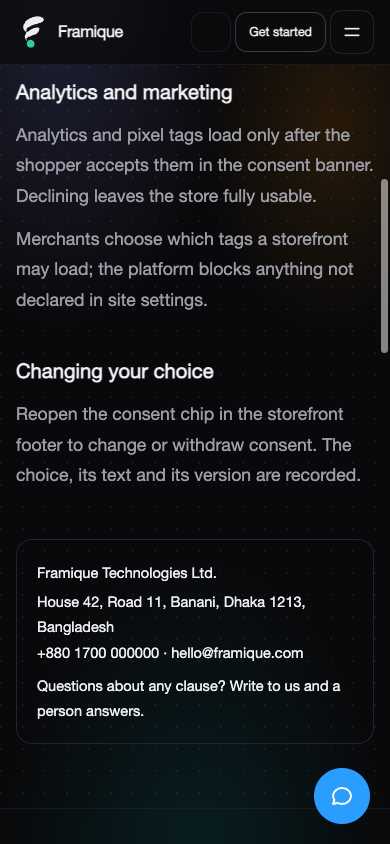 Framique
Get started
Analytics and marketing
Analytics and pixel tags load only after the
shopper accepts them in the consent banner.
Declining leaves the store fully usable.
Merchants choose which tags a storefront
may load; the platform blocks anything not
declared in site settings.
Changing your choice
Reopen the consent chip in the storefront
footer to change or withdraw consent. The
choice, its text and its version are recorded.
Framique Technologies Ltd.
House 42, Road 11, Banani, Dhaka 1213,
Bangladesh
+880 1700 000000 · hello@framique.com
Questions about any clause? Write to us and a
person answers.